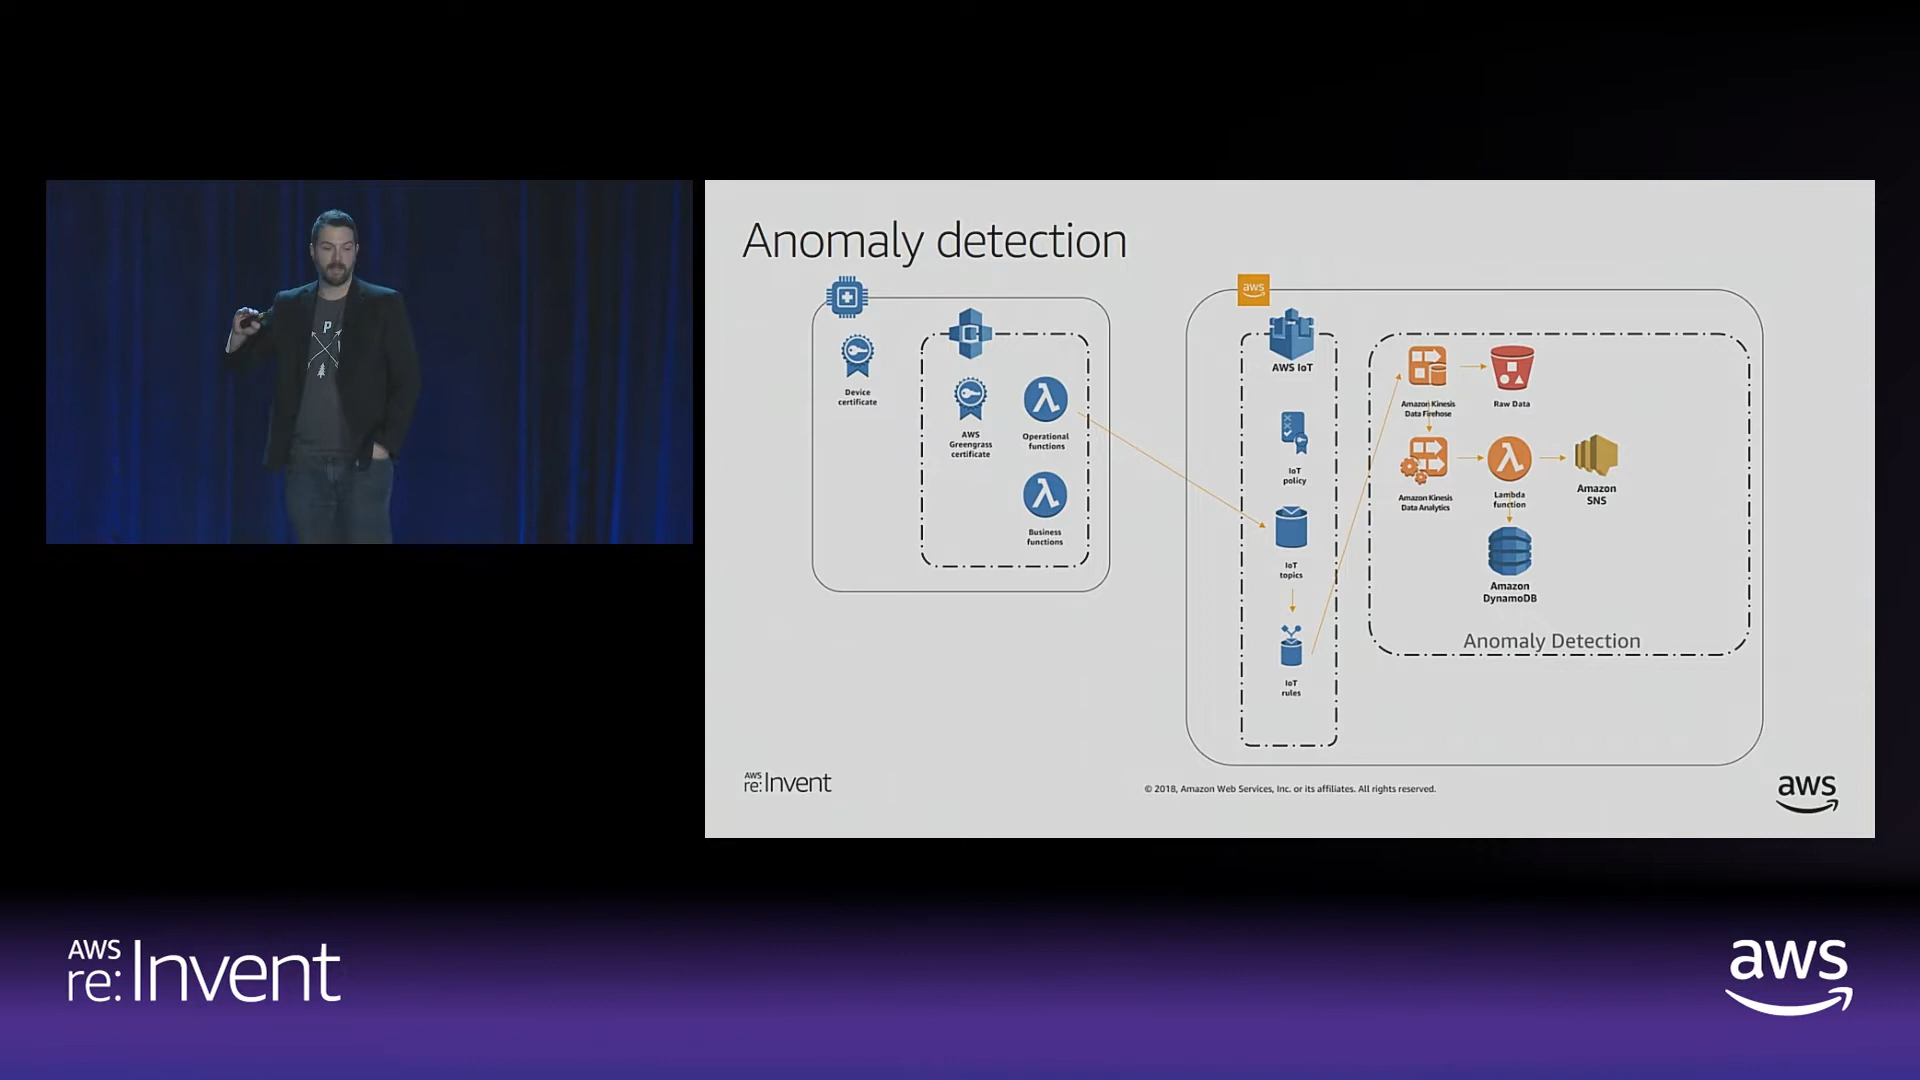 P
Anomaly detection
aws
Device
certificate
AWS
Greengrass
certificate
Operational
functions
Business
functions
AWS IoT
IoT
policy
IoT
topics
IoT
rules
Amazon Kinesis
Data Firehose
Raw Data
Amazon Kinesis
Data Analytics
Lambda
function
Amazon
SNS
Amazon
DynamoDB
Anomaly Detection
AWS
re:Invent
© 2018, Amazon Web Services, Inc. or its affiliates. All rights reserved.
aws
AWS
re:Invent
aws